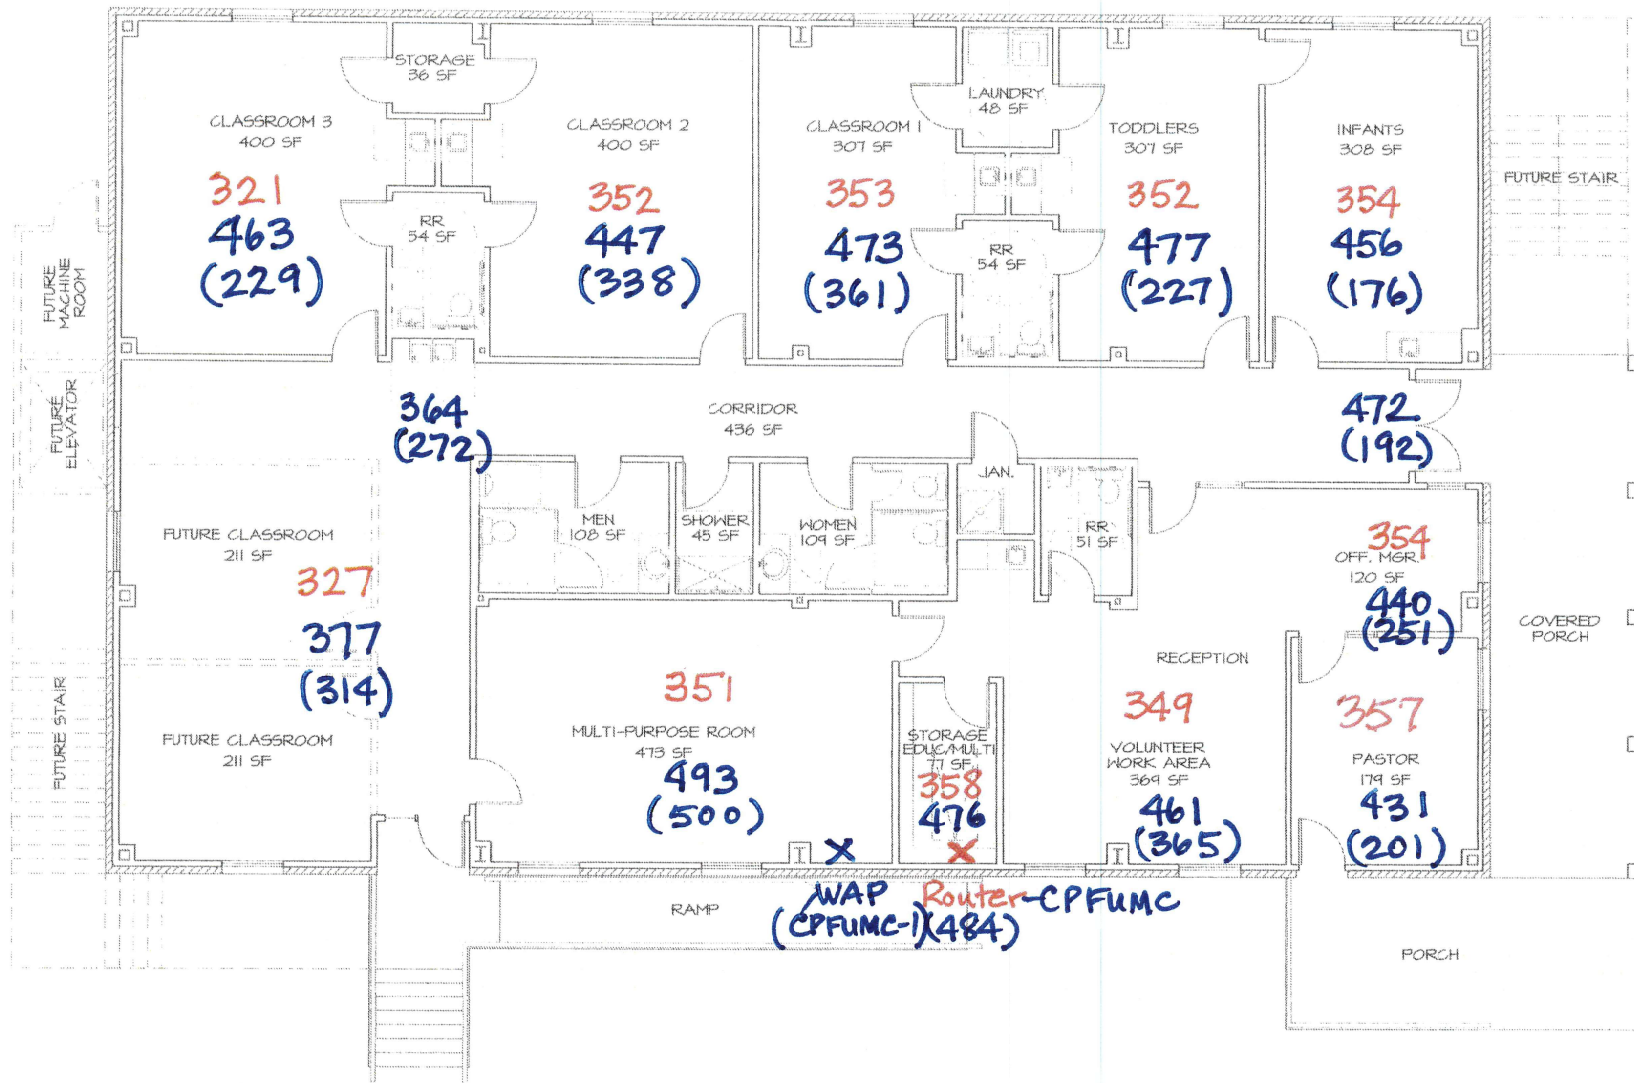 STORAGE
36 SF
CLASSROOM 3
400 SF
321
463
(229)
RR
54 SF
CLASSROOM 2
400 SF
352
447
(338)
CLASSROOM 1
307 SF
353
473
(361)
LAUNDRY
48 SF
RR
54 SF
TODDLERS
307 SF
352
477
(227)
INFANTS
308 SF
354
456
(176)
FUTURE STAIR
FUTURE
MACHINE
ROOM
FUTURE
ELEVATOR
364
(272)
CORRIDOR
436 SF
472
(192)
FUTURE CLASSROOM
211 SF
327
377
(314)
FUTURE CLASSROOM
211 SF
FUTURE STAIR
MEN
108 SF
SHOWER
45 SF
WOMEN
109 SF
JAN.
RR
51 SF
354
OFF. MGR.
120 SF
440
(251)
COVERED
PORCH
351
MULTI-PURPOSE ROOM
473 SF
493
(500)
STORAGE
EDUC/MULTI
77 SF
358
476
RECEPTION
349
VOLUNTEER
WORK AREA
369 SF
461
(365)
357
PASTOR
179 SF
431
(201)
X
X
WAP
(CPFUMC-1)
Router-CPFUMC
(484)
RAMP
PORCH